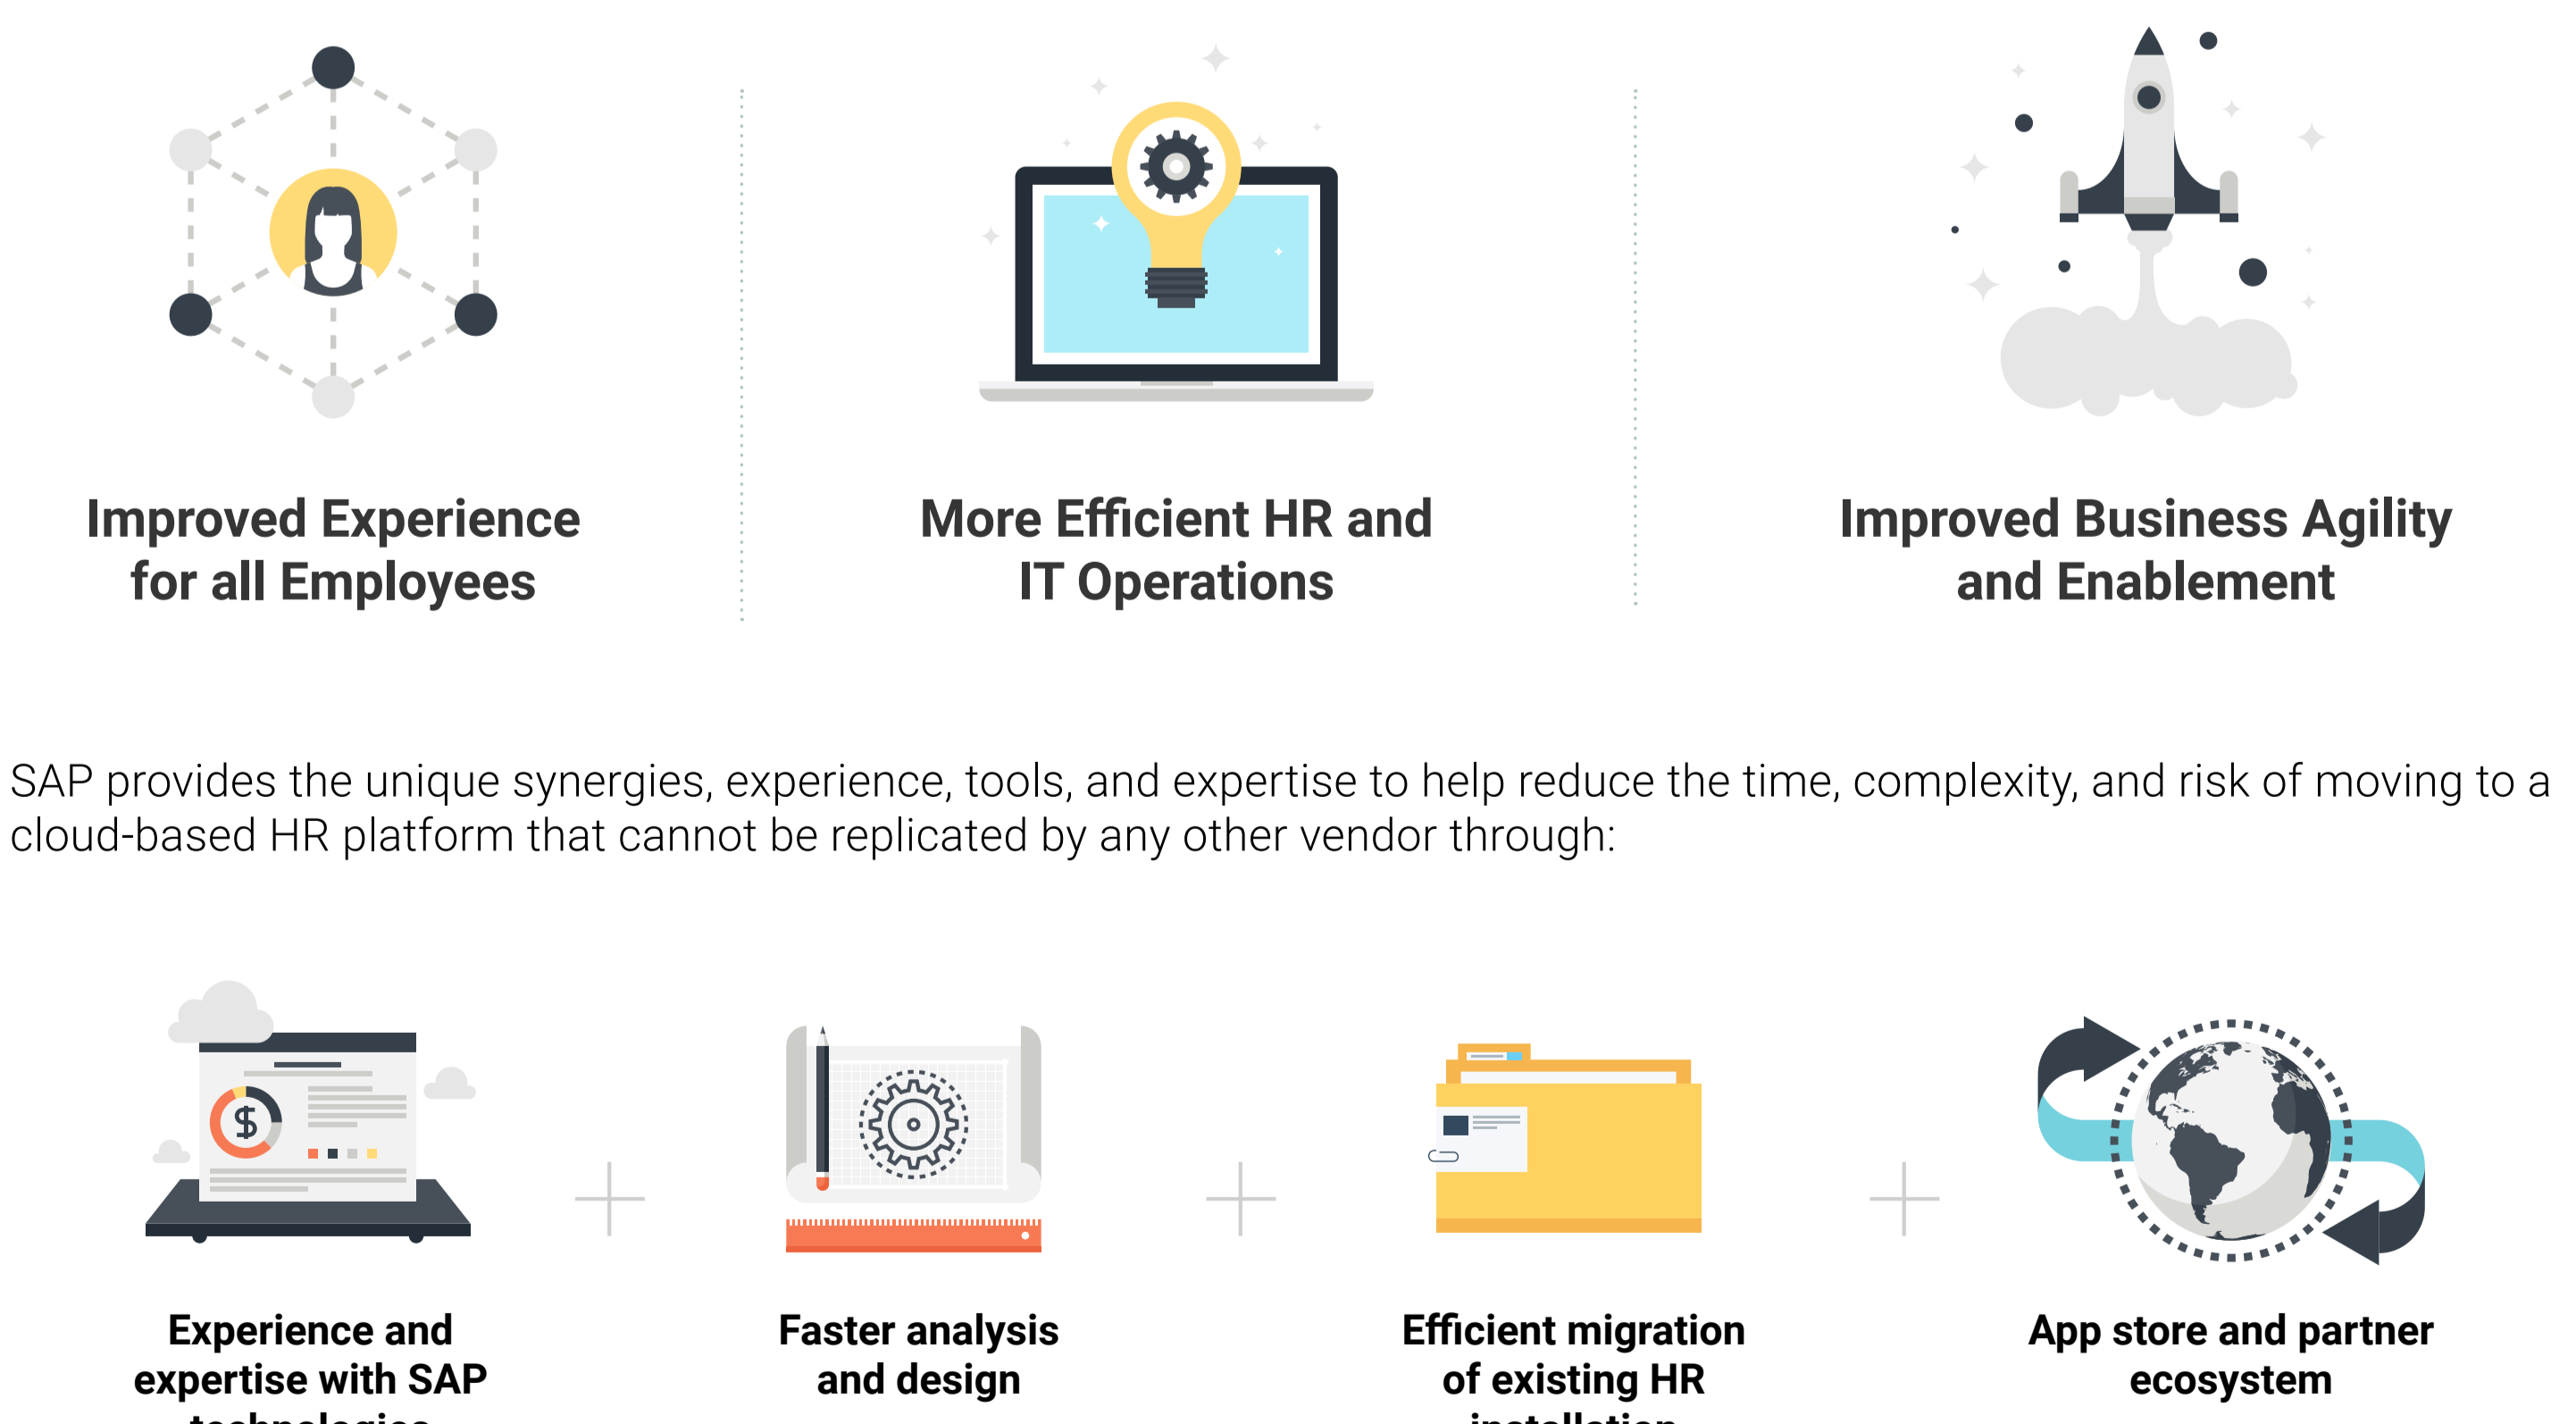 Improved Experience
for all Employees
More Efficient HR and
IT Operations
Improved Business Agility
and Enablement
SAP provides the unique synergies, experience, tools, and expertise to help reduce the time, complexity, and risk of moving to a
cloud-based HR platform that cannot be replicated by any other vendor through:
$
Experience and
expertise with SAP
technologies
Faster analysis
and design
Efficient migration
of existing HR
installation
App store and partner
ecosystem